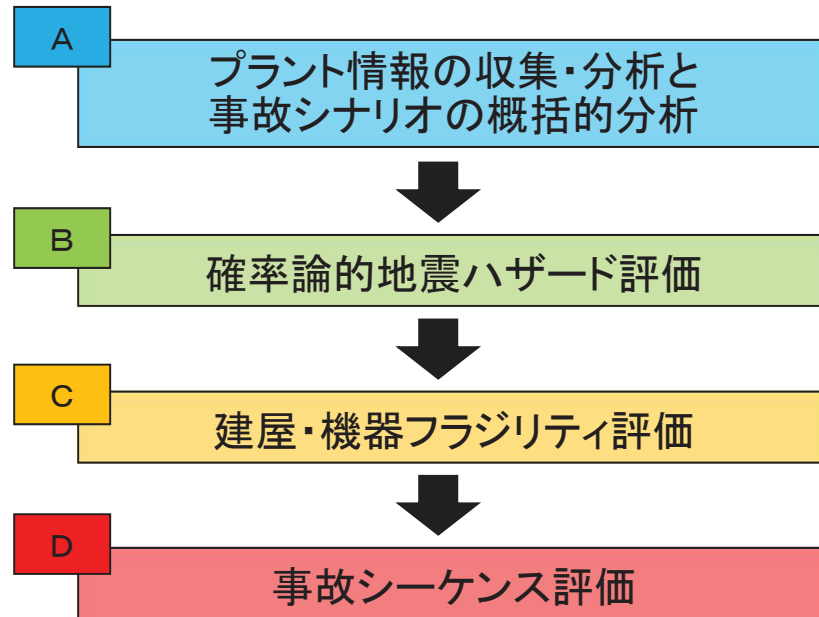 A
プラント情報の収集・分析と
事故シナリオの概括的分析
B
確率論的地震ハザード評価
C
建屋・機器フラジリティ評価
D
事故シーケンス評価